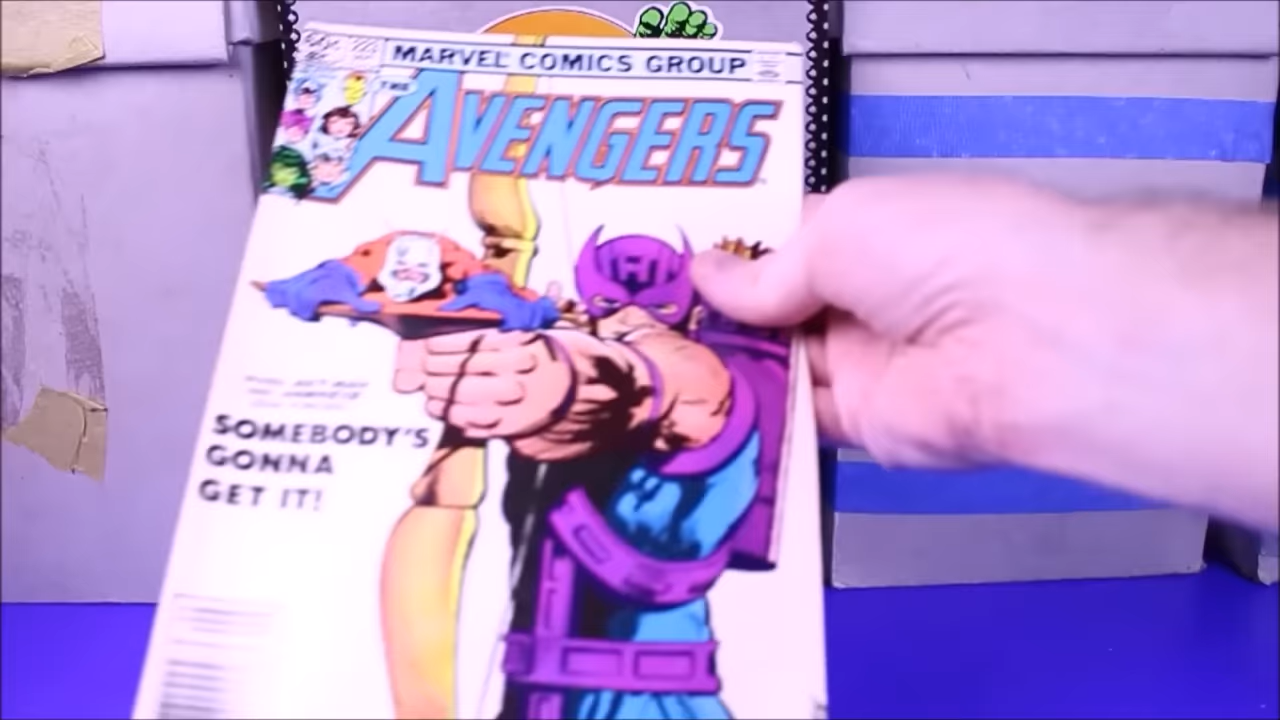 MARVEL COMICS GROUP
THE
AVENGERS
A
SOMEBODY'S
GONNA
GET IT!